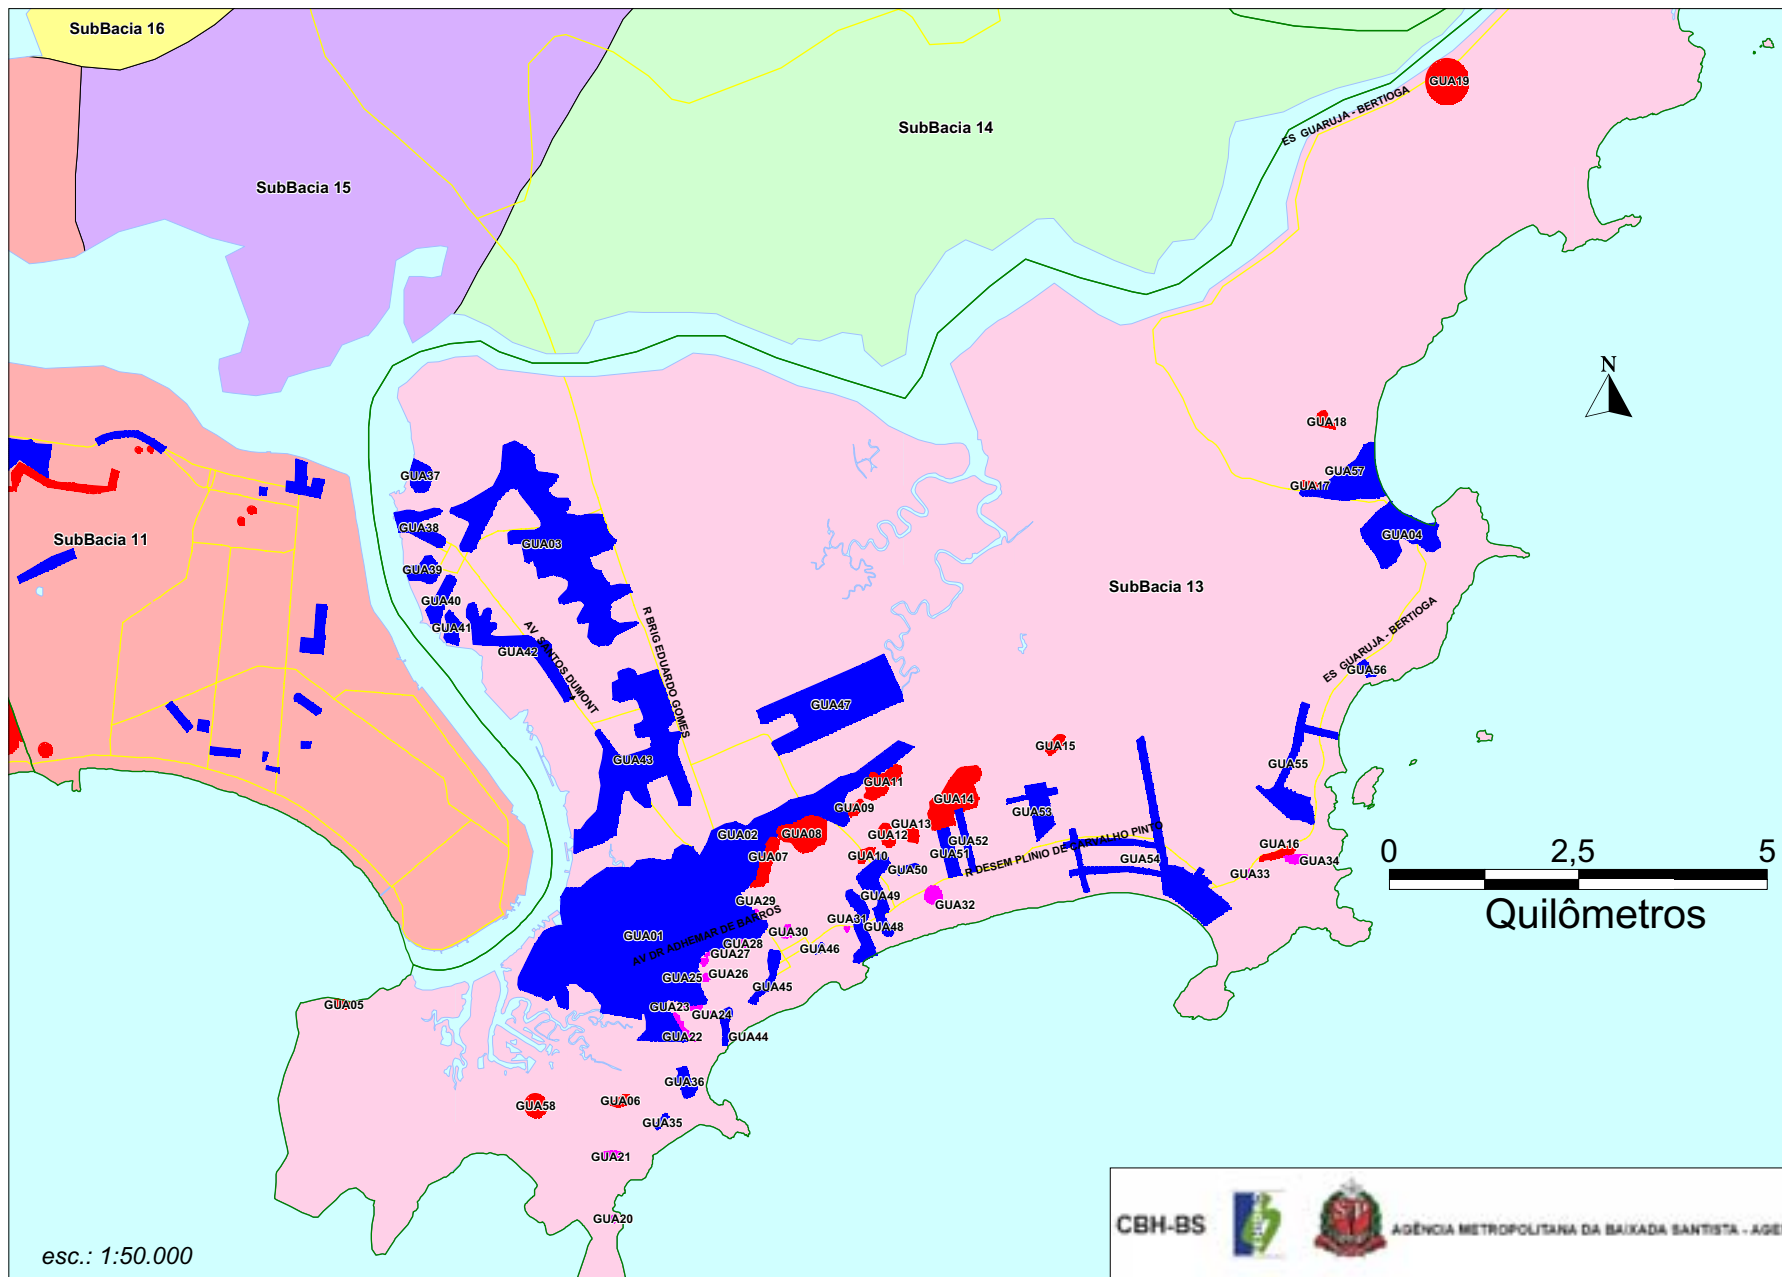 SubBacia 16
SubBacia 15
SubBacia 14
GUA19
ES GUARUJA - BERTIOGA
N
GUA18
GUA57
GUA17
GUA04
GUA37
GUA38
GUA03
GUA39
GUA40
GUA41
GUA42
SubBacia 11
SubBacia 13
AV SANTOS DUMONT
R BRIG EDUARDO GOMES
ES GUARUJA - BERTIOGA
GUA56
GUA47
GUA43
GUA15
GUA55
GUA11
GUA14
GUA09
GUA53
GUA02
GUA08
GUA13
GUA12
GUA52
GUA07
GUA10
GUA51
GUA50
R DESEM PLINIO DE CARVALHO PINTO
GUA54
GUA16
GUA34
GUA33
0 2,5 5
Quilômetros
GUA29
GUA49
GUA32
GUA01
AV DR ADHEMAR DE BARROS
GUA31
GUA30
GUA48
GUA28
GUA46
GUA27
GUA25
GUA26
GUA45
GUA05
GUA23
GUA24
GUA22
GUA44
GUA36
GUA58
GUA06
GUA35
GUA21
GUA20
esc.: 1:50.000
CBH-BS
AGÊNCIA METROPOLITANA DA BAIXADA SANTISTA - AGE